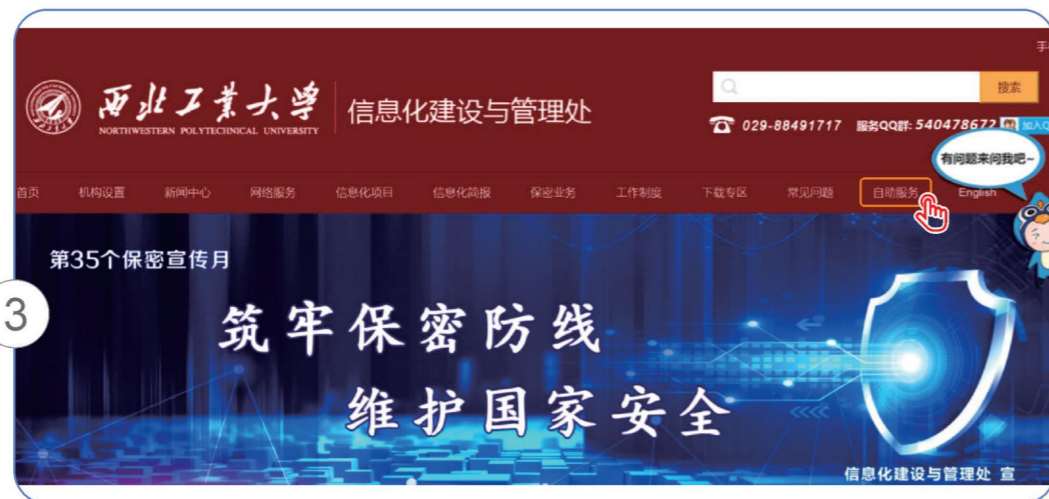 手
西北工业大学
NORTHWESTERN POLYTECHNICAL UNIVERSITY
信息化建设与管理处
搜索
029-88491717 服务QQ群: 540478672 加入Q
有问题来问我吧~
首页 机构设置 新闻中心 网络服务 信息化项目 信息化简报 保密业务 工作制度 下载专区 常见问题 自助服务 English
第35个保密宣传月
3
筑牢保密防线
维护国家安全
信息化建设与管理处 宣